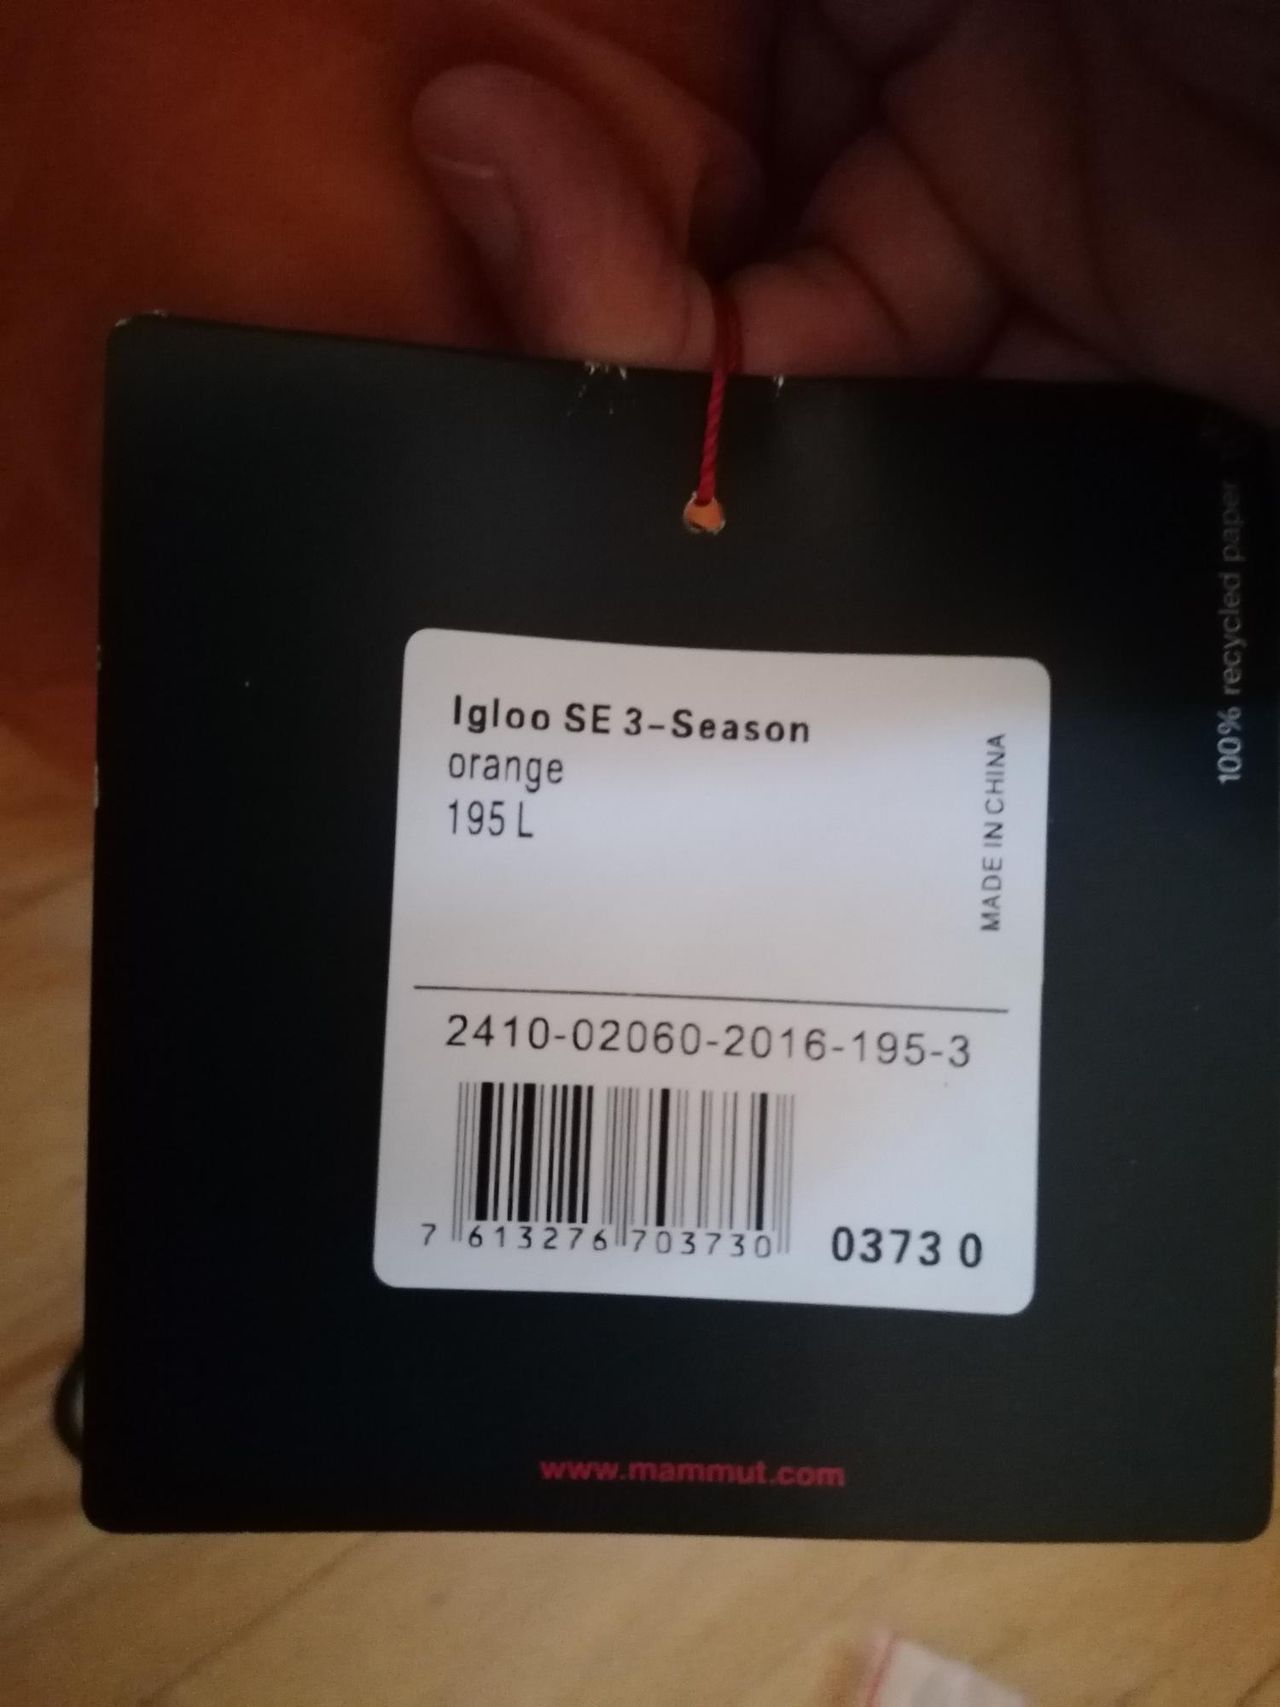 Igloo SE 3-Season
orange
195 L
MADE IN CHINA
2410-02060-2016-195-3
7 613276 703730
0373 0
www.mammut.com
100% recycled paper